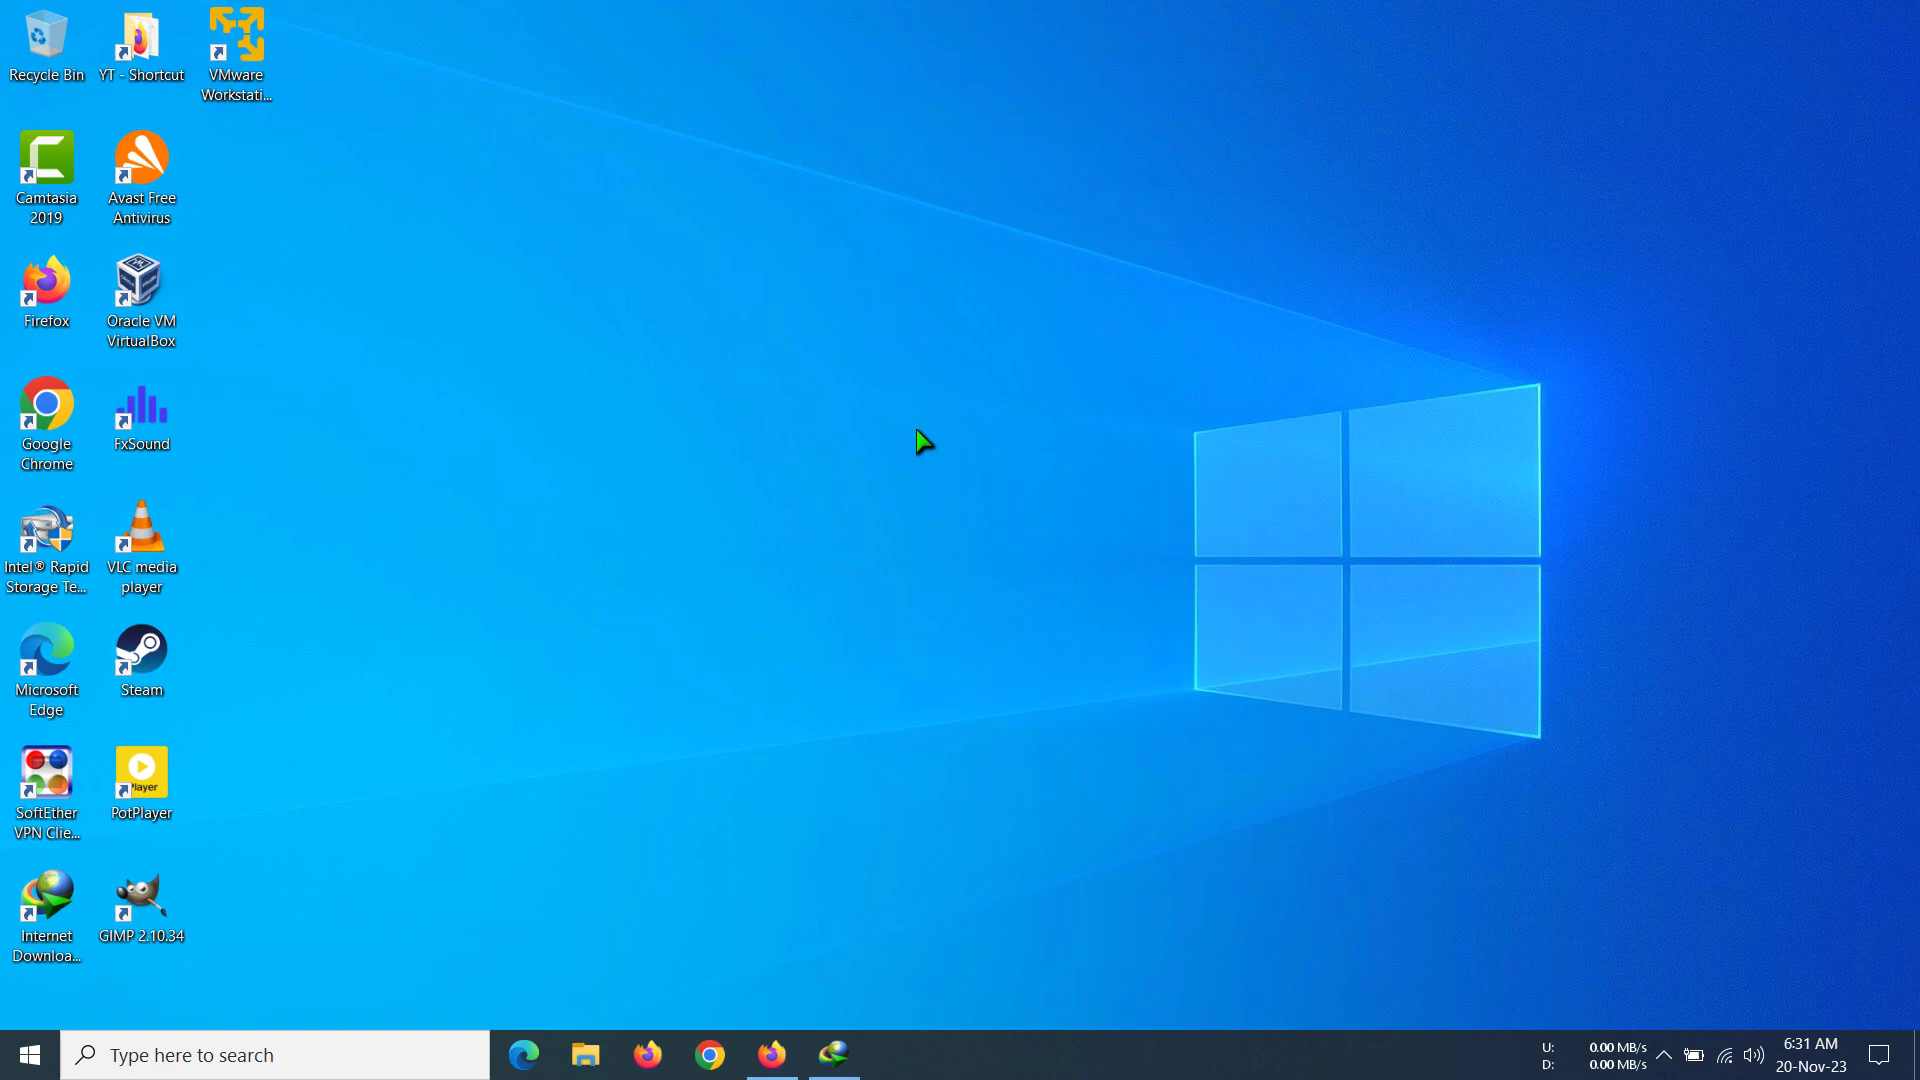 Recycle Bin
YT - Shortcut
VMware
Workstati...
Camtasia
2019
Avast Free
Antivirus
Firefox
Oracle VM
VirtualBox
Google
Chrome
FxSound
Intel® Rapid
Storage Te...
VLC media
player
Microsoft
Edge
Steam
SoftEther
VPN Clie...
Player
PotPlayer
Internet
Downloa...
GIMP 2.10.34
Type here to search
U: 0.00 MB/s
D: 0.00 MB/s
6:31 AM
20-Nov-23